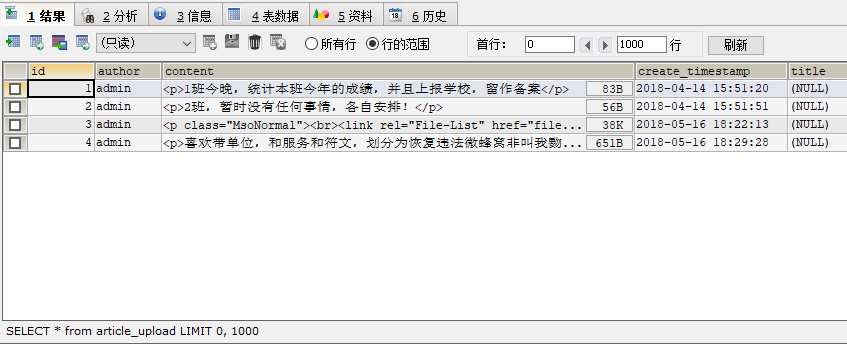 1 结果 2 分析 3 信息 4 表数据 5 资料 6 历史
(只读) 所有行 行的范围 首行： 0 1000 行 刷新
id author content create_timestamp title
1 admin <p>1班今晚，统计本班今年的成绩，并且上报学校，留作备案</p> 83B 2018-04-14 15:51:20 (NULL)
2 admin <p>2班，暂时没有任何事情，各自安排！</p> 56B 2018-04-14 15:51:51 (NULL)
3 admin <p class="MsoNormal"><br><link rel="File-List" href="file... 38K 2018-05-16 18:22:13 (NULL)
4 admin <p>喜欢带单位，和服务和符文，划分为恢复违法微蜂窝非叫我... 651B 2018-05-16 18:29:28 (NULL)
SELECT * from article_upload LIMIT 0, 1000